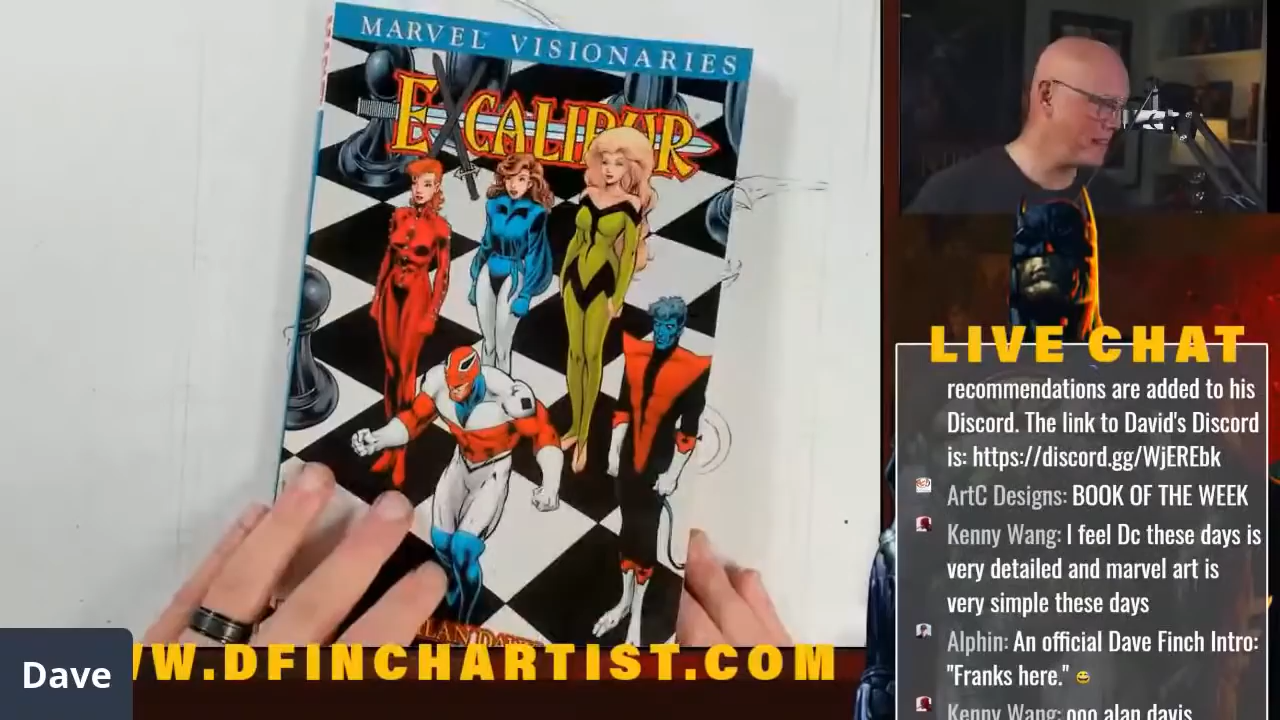 MARVEL VISIONARIES
EXCALIBUR
ALAN DAVIS
Dave
WW.DFINCHARTIST.COM
LIVE CHAT
recommendations are added to his
Discord. The link to David's Discord
is: https://discord.gg/WjEREbk
ArtC Designs: BOOK OF THE WEEK
Kenny Wang: I feel Dc these days is
very detailed and marvel art is
very simple these days
Alphin: An official Dave Finch Intro:
"Franks here." 😄
Kenny Wang: ooo alan davis